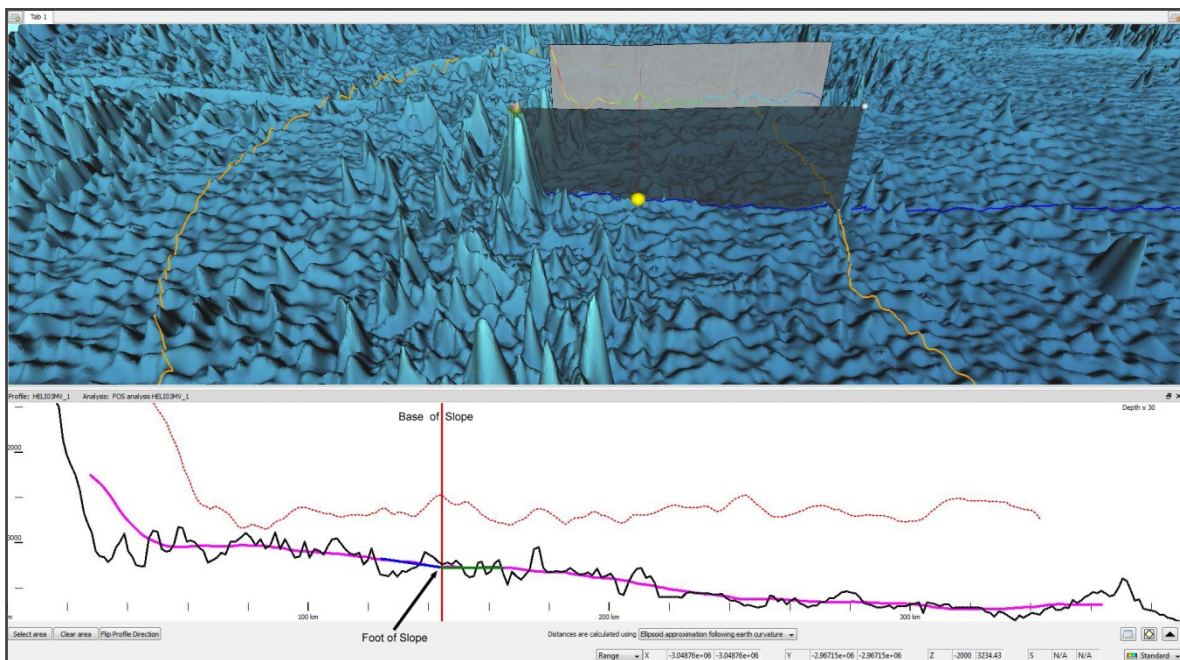 Tab 1
Profile: HELI03MV_1 Analysis: FOS analysis HELI03MV_1
Depth x 30
Base of Slope
2000
3000
m
100 km
200 km
300 km
Foot of Slope
Select area Clear area Flip Profile Direction Distances are calculated using Ellipsoid approximation following earth curvature
Range X -3.04876e+06 -3.04876e+06 Y -2.96715e+06 -2.96715e+06 Z -2000 3234.43 S N/A N/A Standard